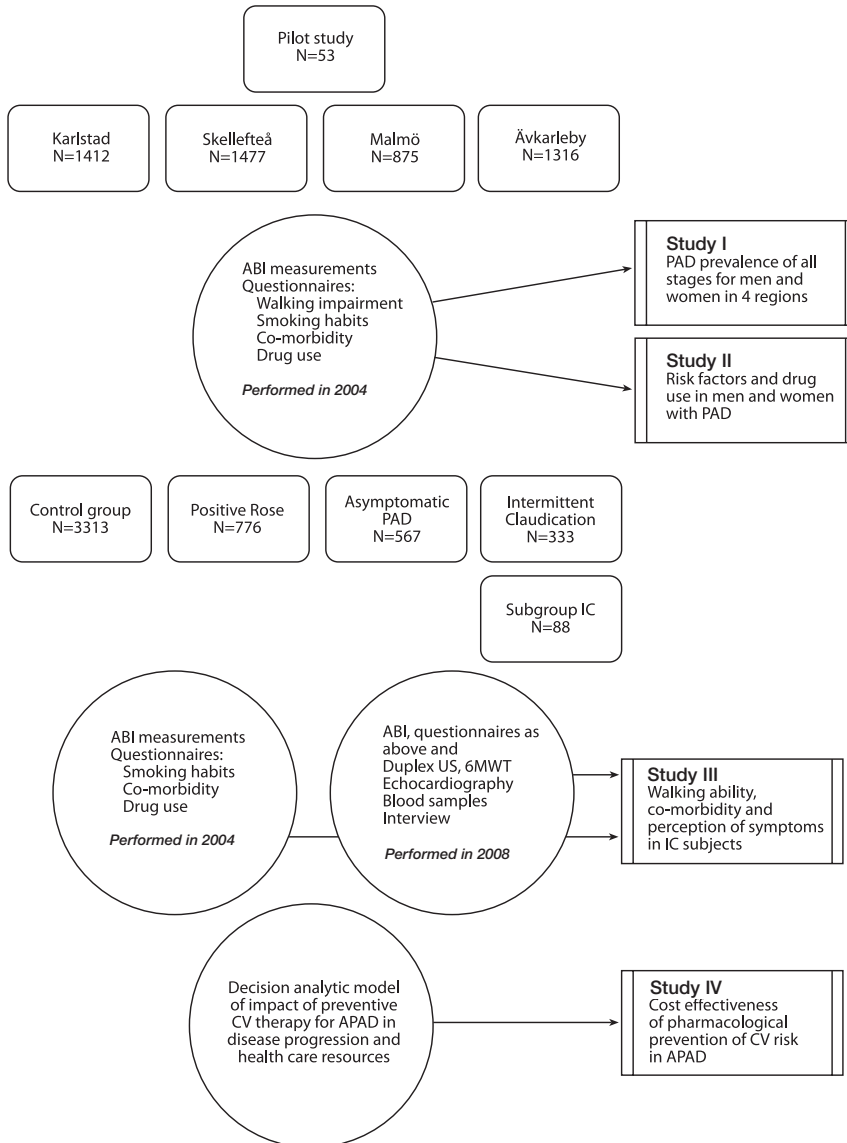 Pilot study
N=53
Karlstad
N=1412
Skellefteå
N=1477
Malmö
N=875
Ävkarleby
N=1316
ABI measurements
Questionnaires:
Walking impairment
Smoking habits
Co-morbidity
Drug use
Performed in 2004
Study I
PAD prevalence of all
stages for men and
women in 4 regions
Study II
Risk factors and drug
use in men and women
with PAD
Control group
N=3313
Positive Rose
N=776
Asymptomatic
PAD
N=567
Intermittent
Claudication
N=333
Subgroup IC
N=88
ABI measurements
Questionnaires:
Smoking habits
Co-morbidity
Drug use
Performed in 2004
ABI, questionnaires as
above and
Duplex US, 6MWT
Echocardiography
Blood samples
Interview
Performed in 2008
Study III
Walking ability,
co-morbidity and
perception of symptoms
in IC subjects
Decision analytic model
of impact of preventive
CV therapy for APAD in
disease progression and
health care resources
Study IV
Cost effectiveness
of pharmacological
prevention of CV risk
in APAD